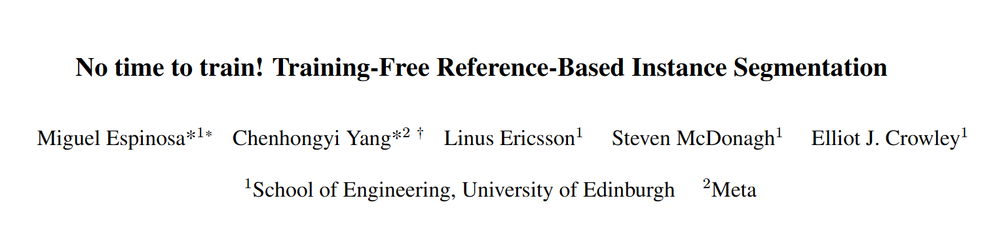 No time to train! Training-Free Reference-Based Instance Segmentation
Miguel Espinosa*¹* Chenhongyi Yang*² † Linus Ericsson¹ Steven McDonagh¹ Elliot J. Crowley¹
¹School of Engineering, University of Edinburgh ²Meta